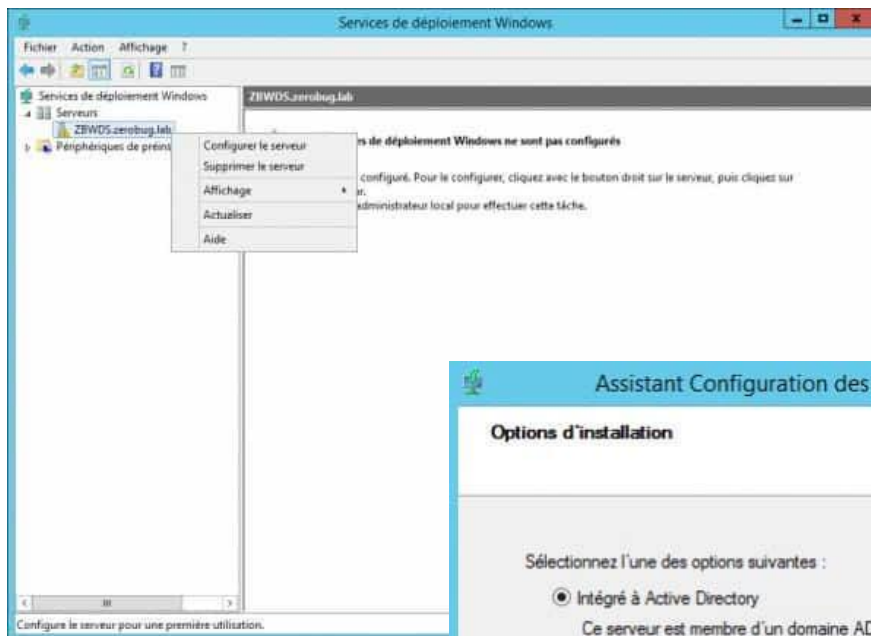 Services de déploiement Windows
Fichier Action Affichage ?
Services de déploiement Windows
Serveurs
ZBWDS.zerobug.lab
Périphériques de préins
Configurer le serveur
Supprimer le serveur
Affichage
Actualiser
Aide
ZBWDS.zerobug.lab
es de déploiement Windows ne sont pas configurés
configuré. Pour le configurer, cliquez avec le bouton droit sur le serveur, puis cliquez sur
ur.
administrateur local pour effectuer cette tâche.
Configure le serveur pour une première utilisation.
Assistant Configuration des
Options d'installation
Sélectionnez l'une des options suivantes :
Intégré à Active Directory
Ce serveur est membre d'un domaine AD